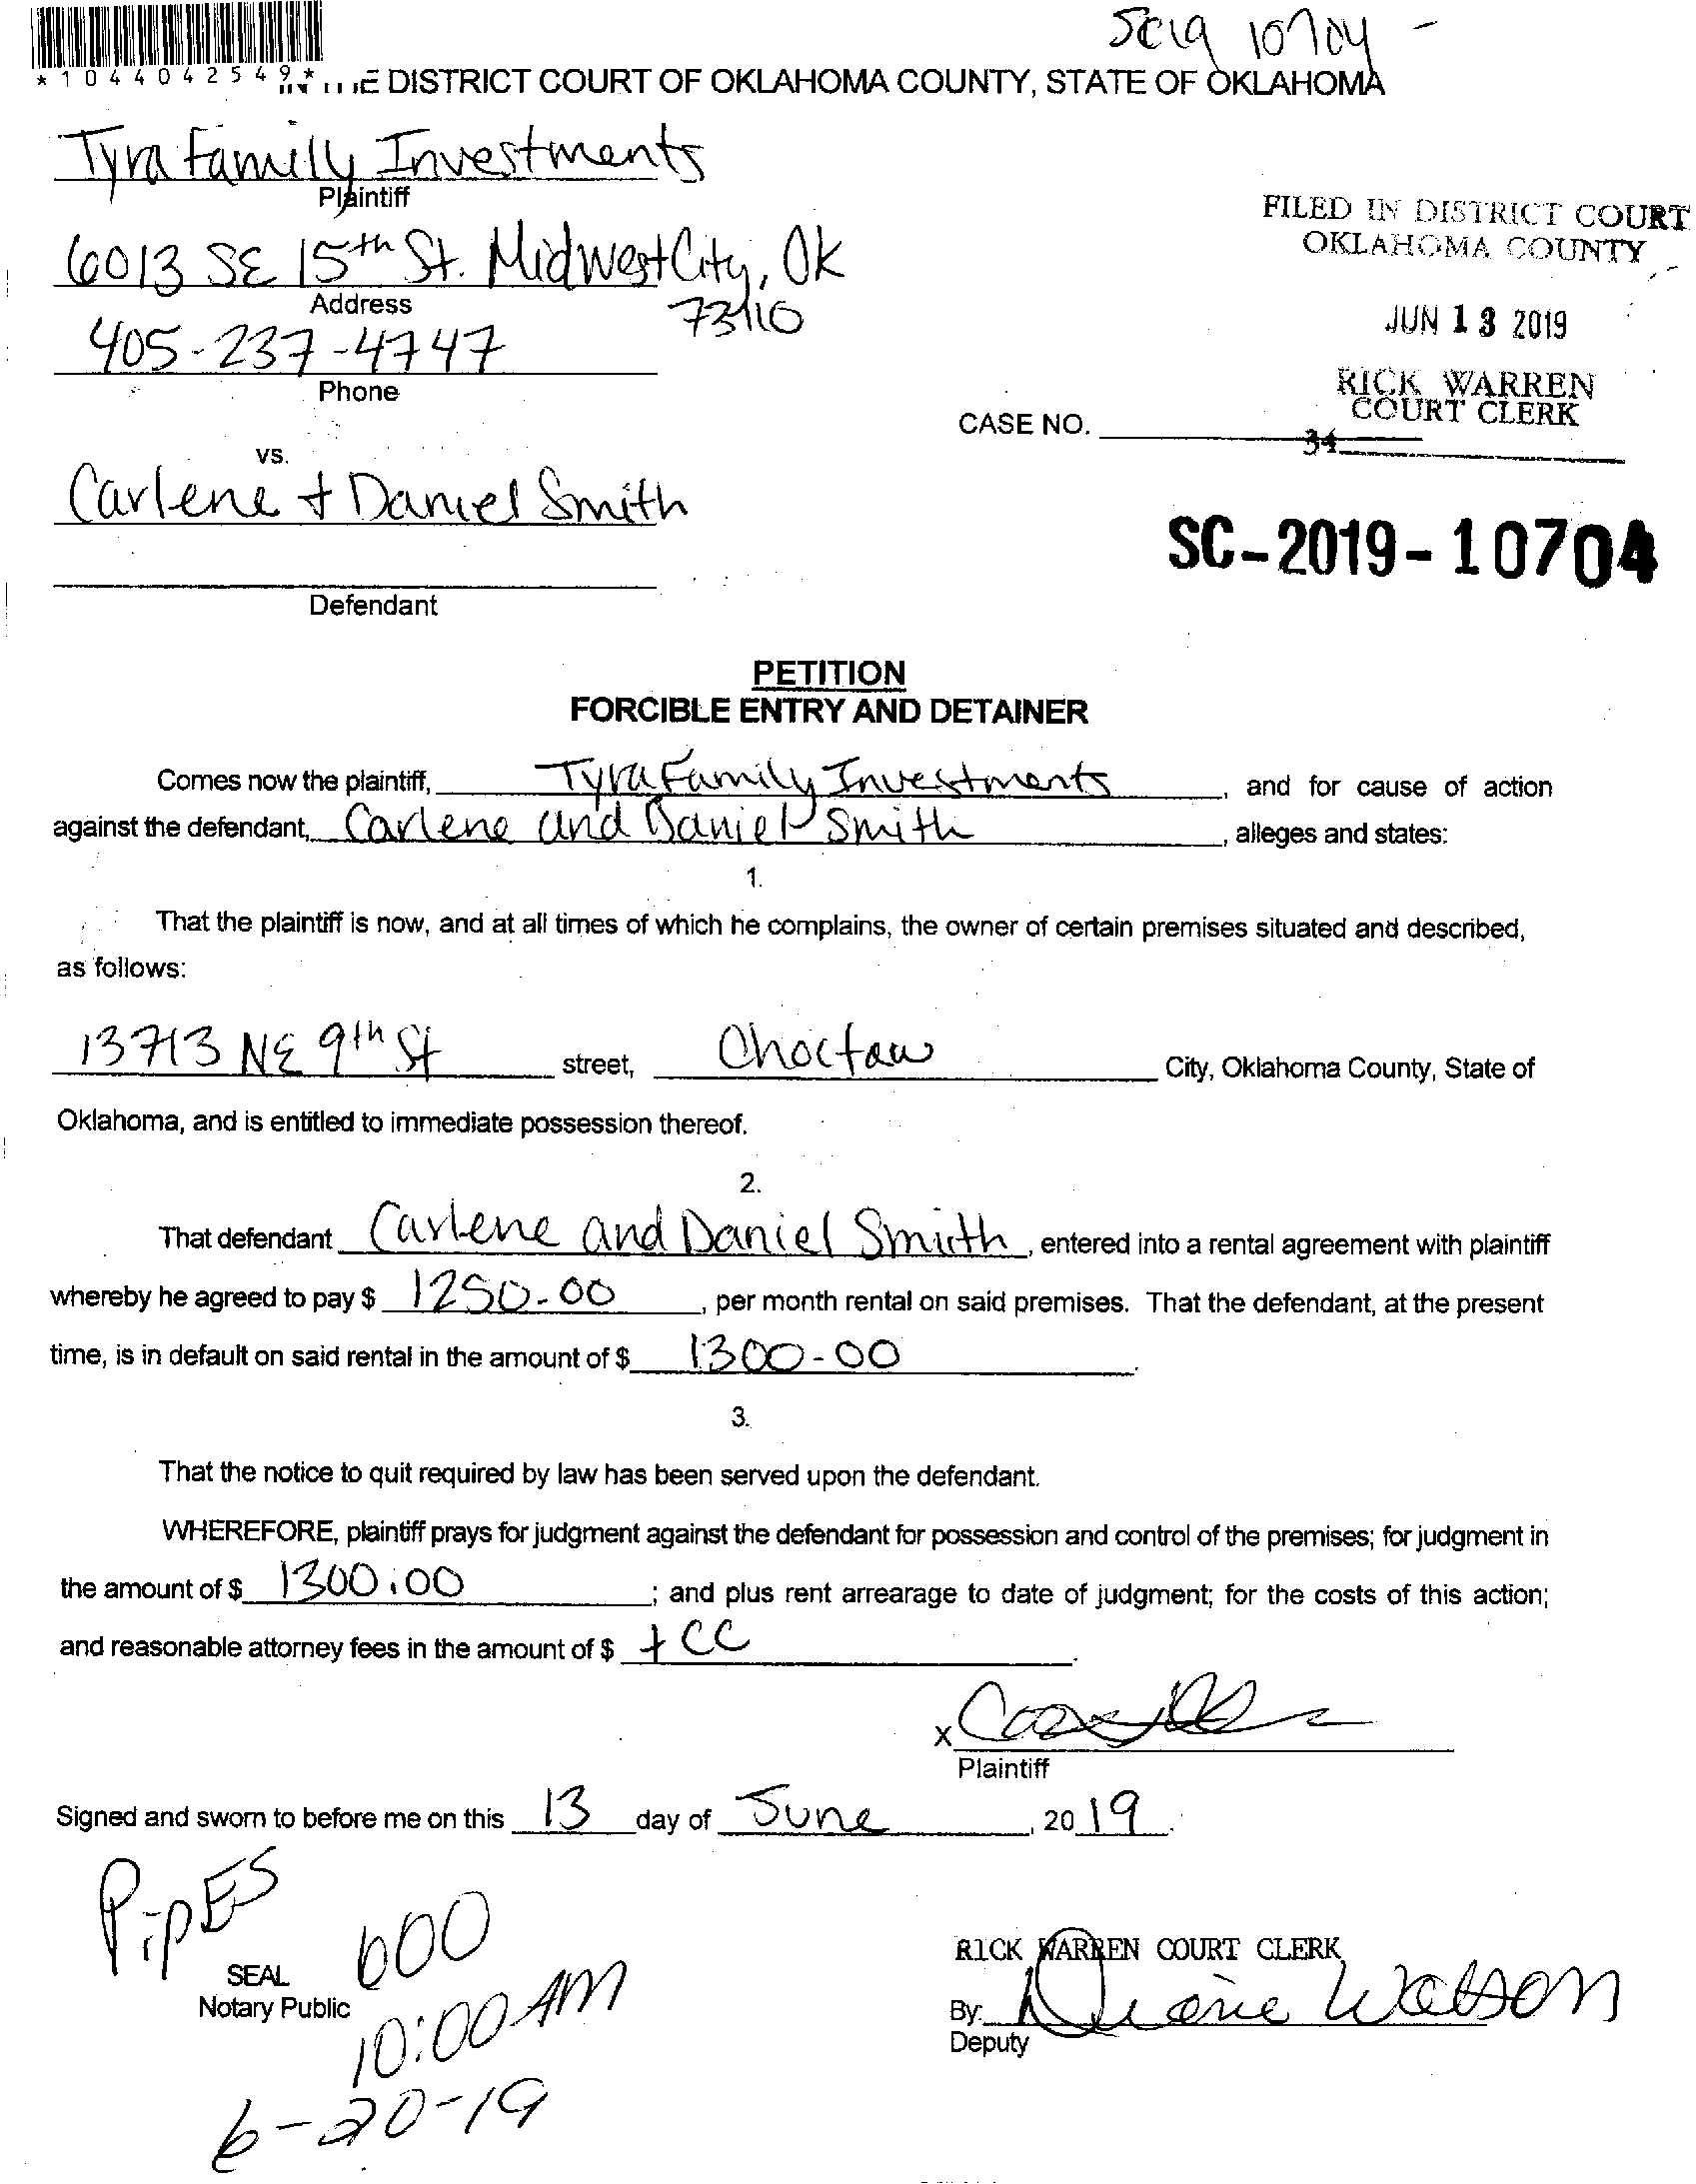 SC19 10704 -
*1044042549*
IN THE DISTRICT COURT OF OKLAHOMA COUNTY, STATE OF OKLAHOMA
Tyra Family Investments
Plaintiff
6013 SE 15th St. Midwest City, OK
73110
Address
405-237-4747
Phone
FILED IN DISTRICT COURT
OKLAHOMA COUNTY
JUN 13 2019
RICK WARREN
COURT CLERK
34
CASE NO.
vs.
Carlene + Daniel Smith
Defendant
SC-2019-10704
PETITION
FORCIBLE ENTRY AND DETAINER
Comes now the plaintiff, Tyra Family Investments, and for cause of action
against the defendant, Carlene and Daniel Smith, alleges and states:
1.
That the plaintiff is now, and at all times of which he complains, the owner of certain premises situated and described,
as follows:
13713 NE 9th St street, Choctaw City, Oklahoma County, State of
Oklahoma, and is entitled to immediate possession thereof.
2.
That defendant Carlene and Daniel Smith, entered into a rental agreement with plaintiff
whereby he agreed to pay $ 1250-00, per month rental on said premises. That the defendant, at the present
time, is in default on said rental in the amount of $ 1300-00.
3.
That the notice to quit required by law has been served upon the defendant.
WHEREFORE, plaintiff prays for judgment against the defendant for possession and control of the premises; for judgment in
the amount of $ 1300.00; and plus rent arrearage to date of judgment; for the costs of this action;
and reasonable attorney fees in the amount of $ + CC.
X
Plaintiff
Signed and sworn to before me on this 13 day of June, 20 19.
PipES
600
SEAL
Notary Public
10:00 AM
6-20-19
RICK WARREN COURT CLERK
By: Diane Watson
Deputy